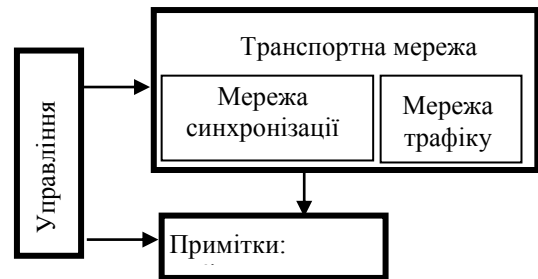 Транспортна мережа
Мережа
синхронізації
Мережа
трафіку
Управління
Примітки: